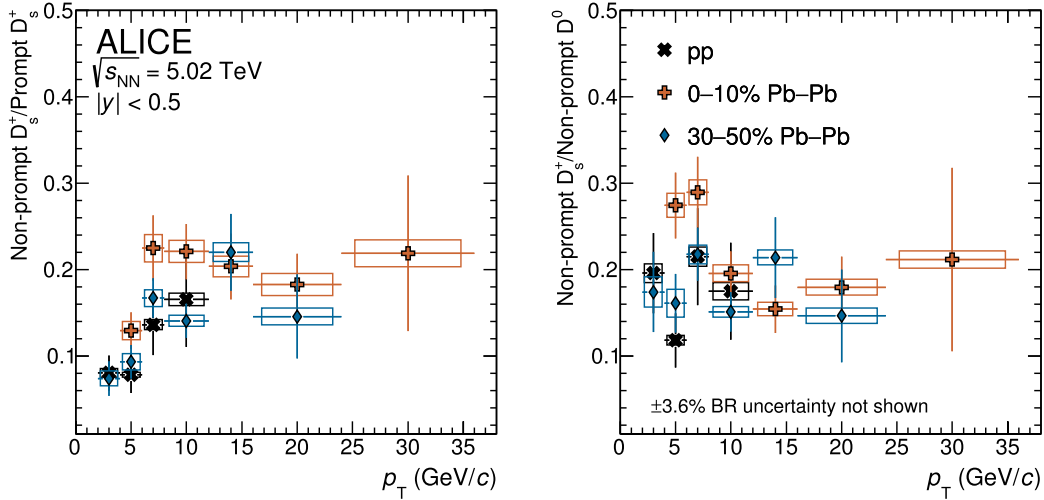 Non-prompt D_s^+/Prompt D_s^+
0.5
0.4
0.3
0.2
0.1
ALICE
√s_NN = 5.02 TeV
|y| < 0.5
0 5 10 15 20 25 30 35
p_T (GeV/c)
Non-prompt D_s^+/Non-prompt D^0
0.5
0.4
0.3
0.2
0.1
pp
0–10% Pb–Pb
30–50% Pb–Pb
±3.6% BR uncertainty not shown
0 5 10 15 20 25 30 35
p_T (GeV/c)